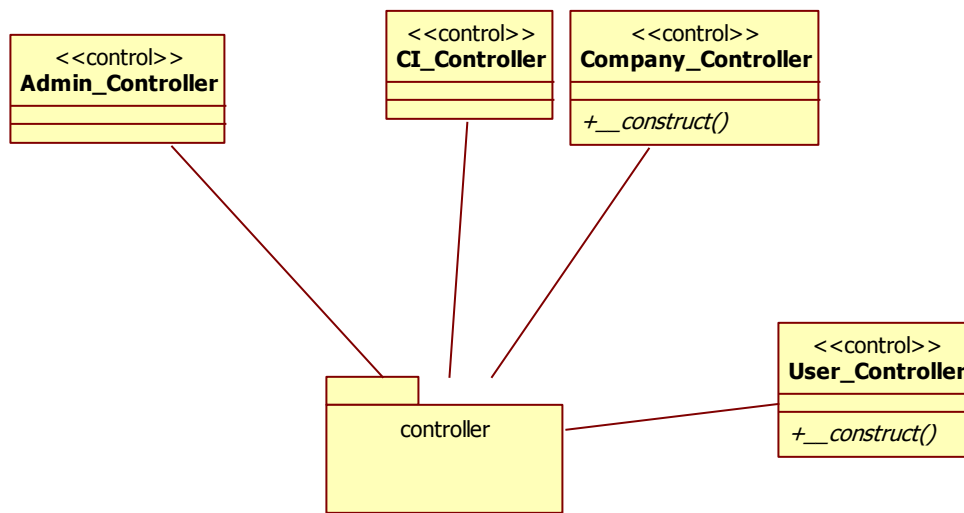 <<control>>
Admin_Controller
<<control>>
CI_Controller
<<control>>
Company_Controller
+__construct()
<<control>>
User_Controller
+__construct()
controller